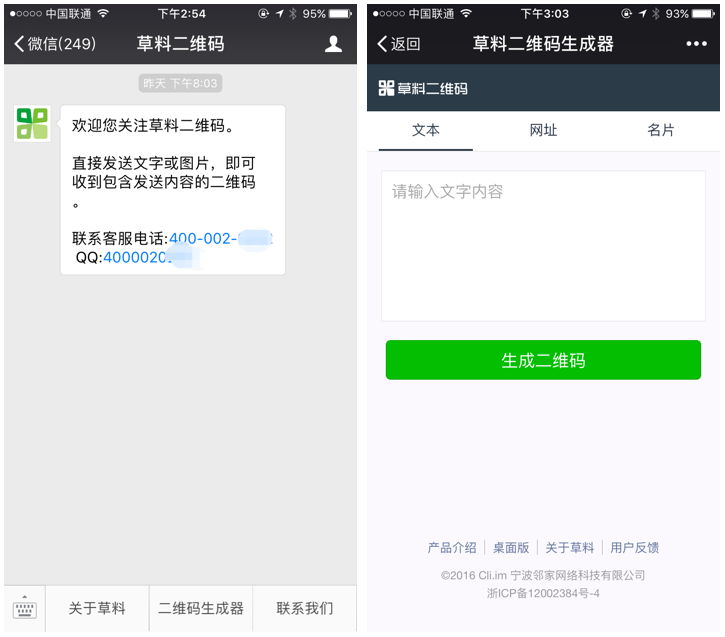 ●○○○○ 中国联通 下午2:54 95%
微信(249) 草料二维码
昨天 下午8:03
欢迎您关注草料二维码。
直接发送文字或图片，即可
收到包含发送内容的二维码
。
联系客服电话:400-002-
QQ:4000020
关于草料 二维码生成器 联系我们
●○○○○ 中国联通 下午3:03 93%
返回 草料二维码生成器 •••
草料二维码
文本 网址 名片
请输入文字内容
生成二维码
产品介绍 | 桌面版 | 关于草料 | 用户反馈
©2016 Cli.im 宁波邻家网络科技有限公司
浙ICP备12002384号-4